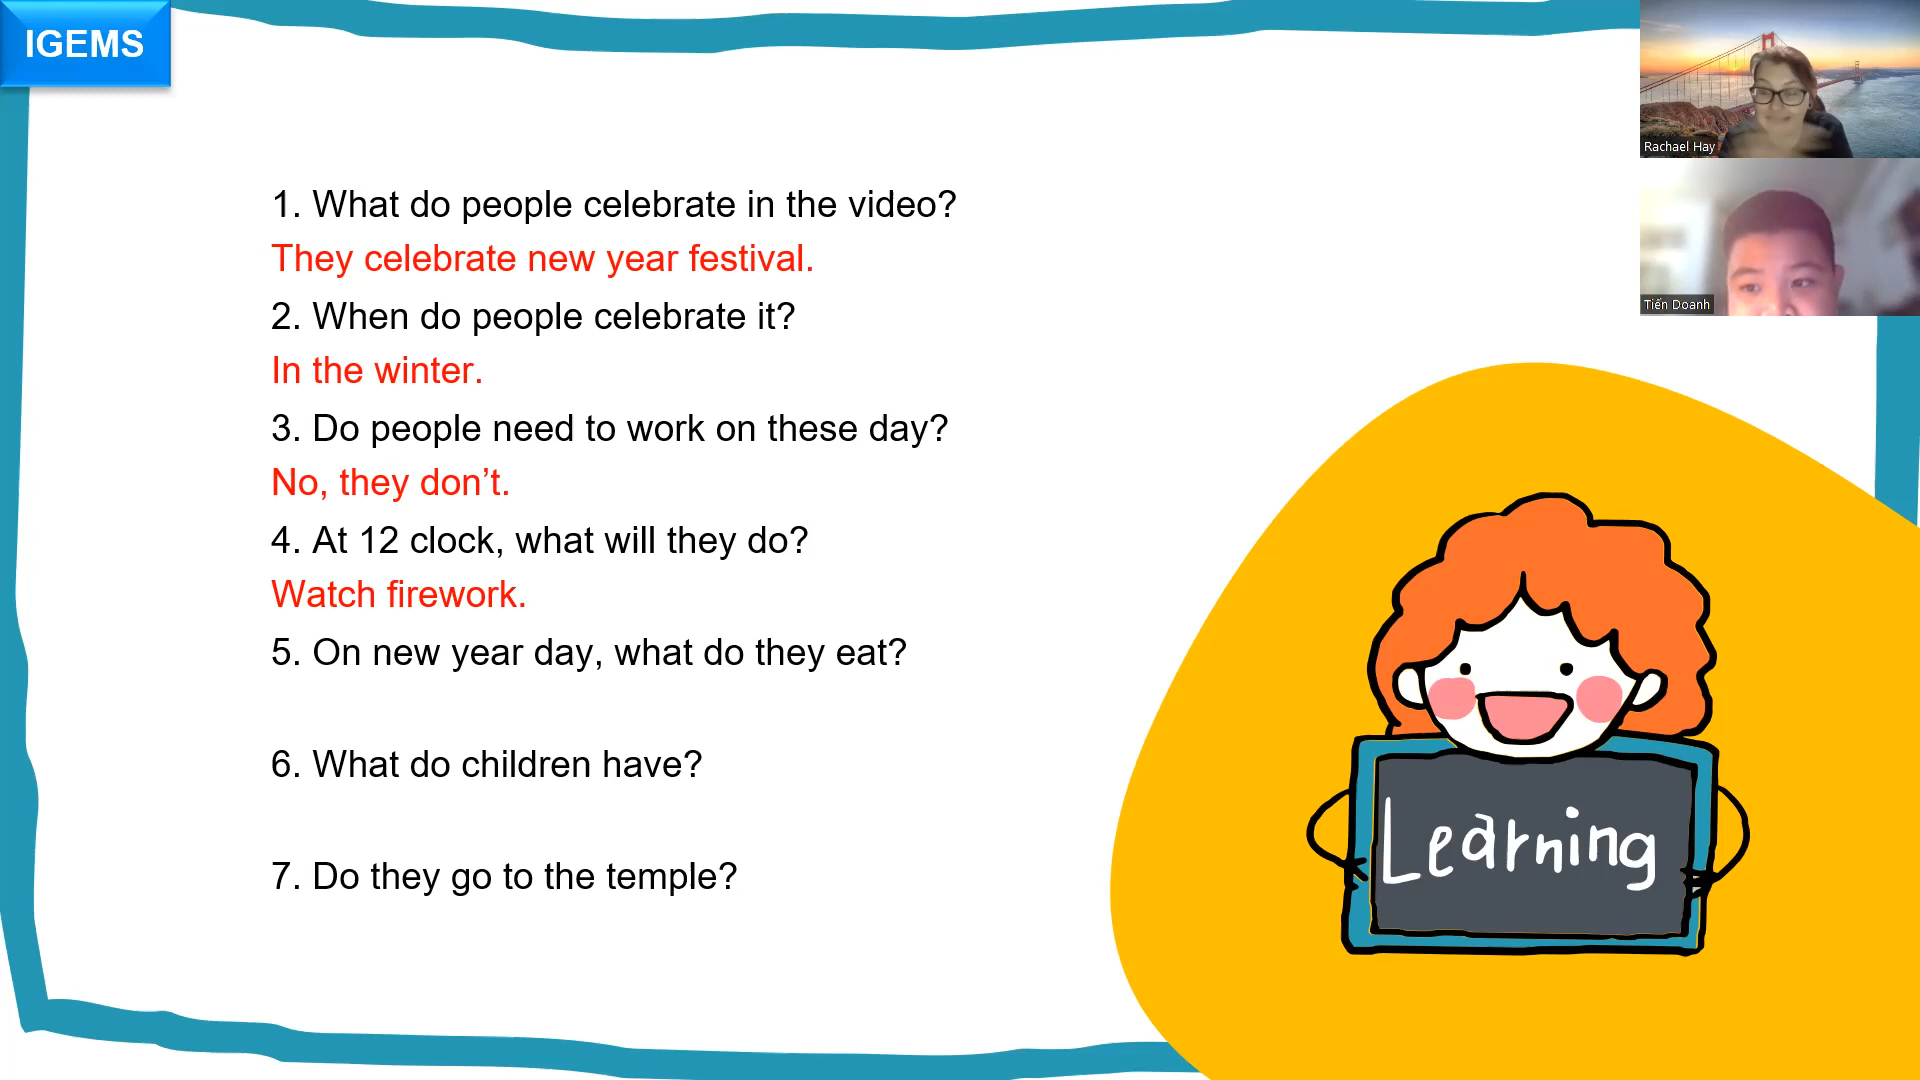 IGEMS
Rachael Hay
Tiến Doanh
1. What do people celebrate in the video?
They celebrate new year festival.
2. When do people celebrate it?
In the winter.
3. Do people need to work on these day?
No, they don’t.
4. At 12 clock, what will they do?
Watch firework.
5. On new year day, what do they eat?
6. What do children have?
7. Do they go to the temple?
Learning